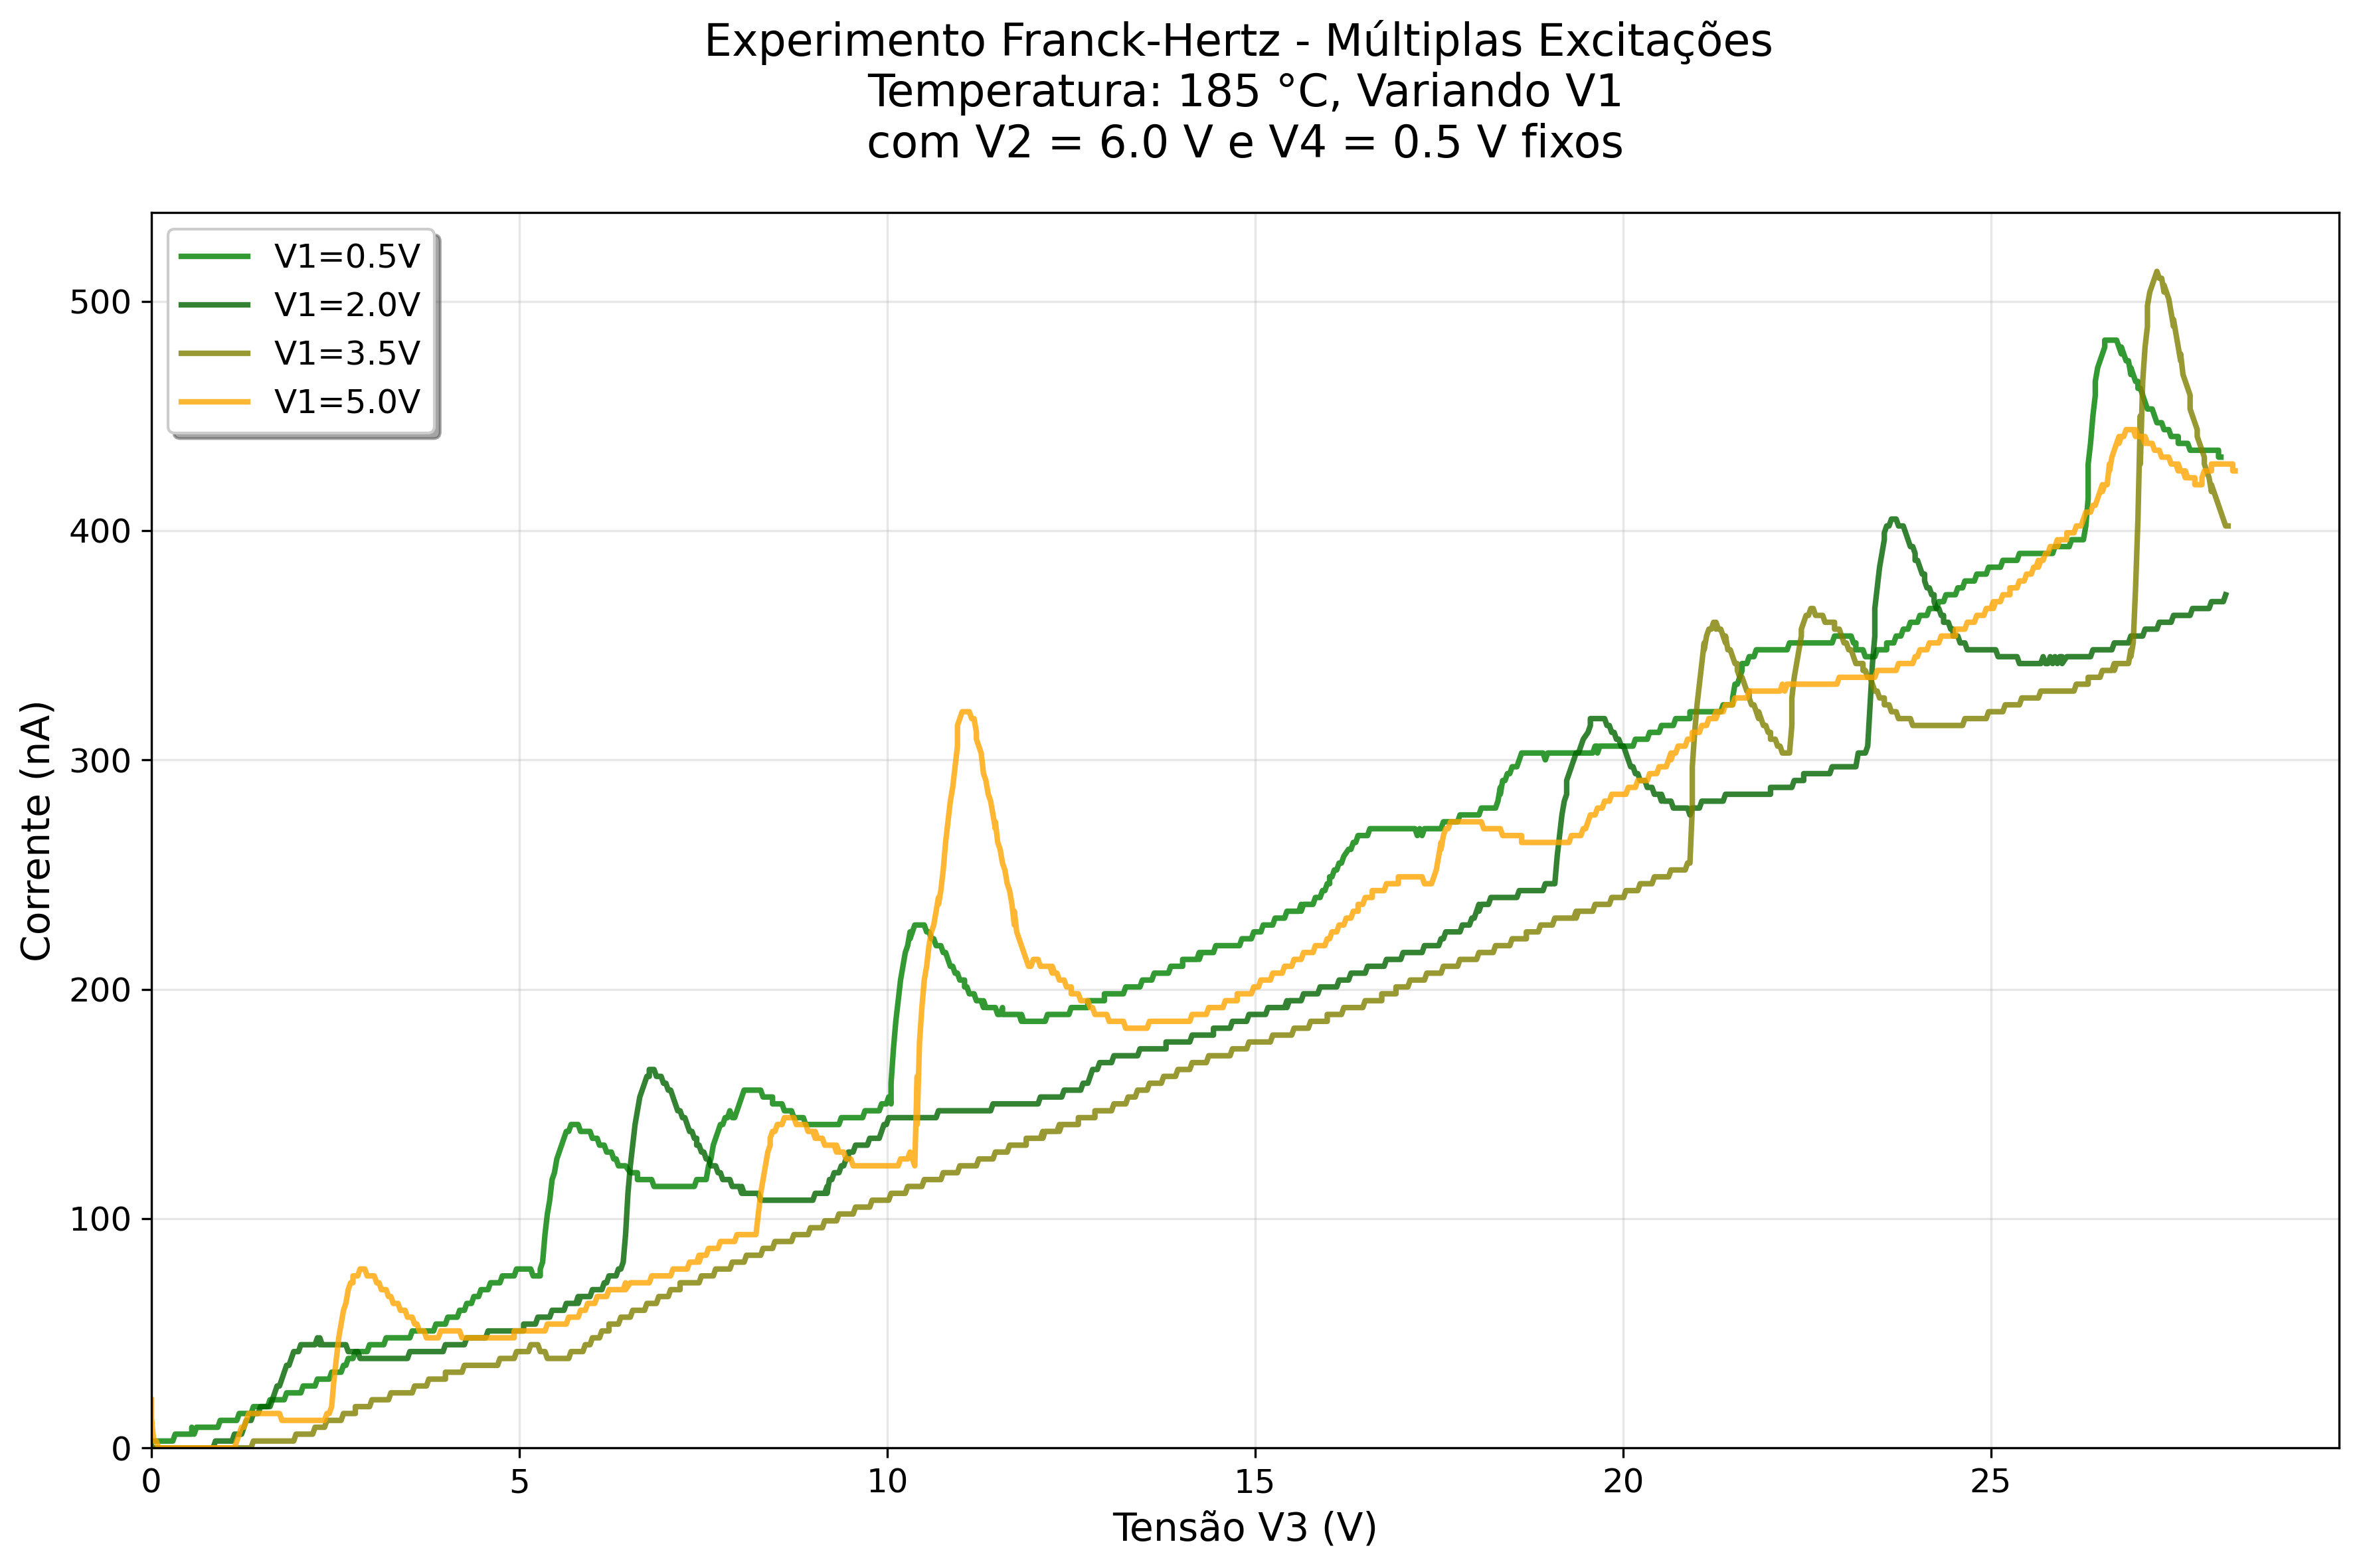 Experimento Franck-Hertz - Múltiplas Excitações
Temperatura: 185 °C, Variando V1
com V2 = 6.0 V e V4 = 0.5 V fixos
V1=0.5V
V1=2.0V
V1=3.5V
V1=5.0V
500
400
300
200
100
0
Corrente (nA)
0 5 10 15 20 25
Tensão V3 (V)